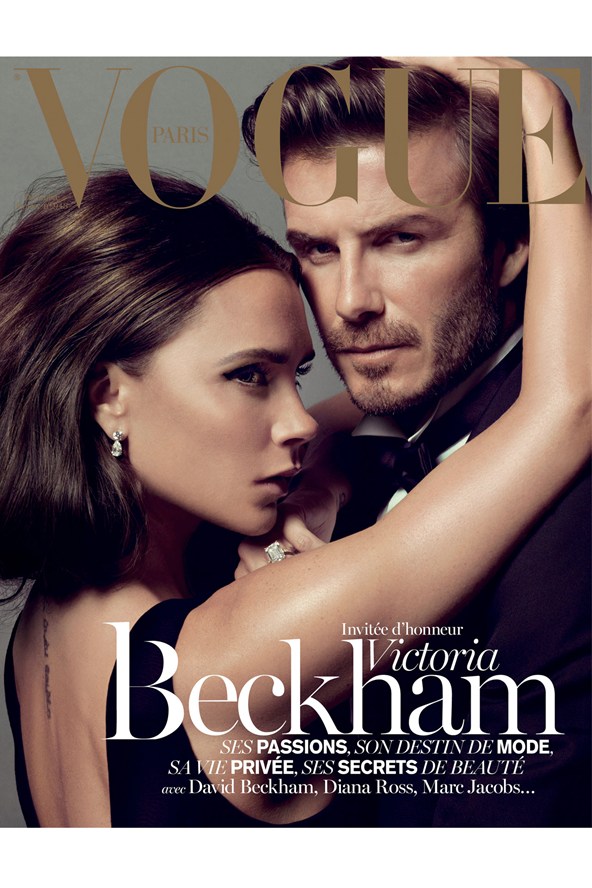 VOGUE
PARIS
Invitée d'honneur
Victoria
Beckham
SES PASSIONS, SON DESTIN DE MODE,
SA VIE PRIVÉE, SES SECRETS DE BEAUTÉ
avec David Beckham, Diana Ross, Marc Jacobs...